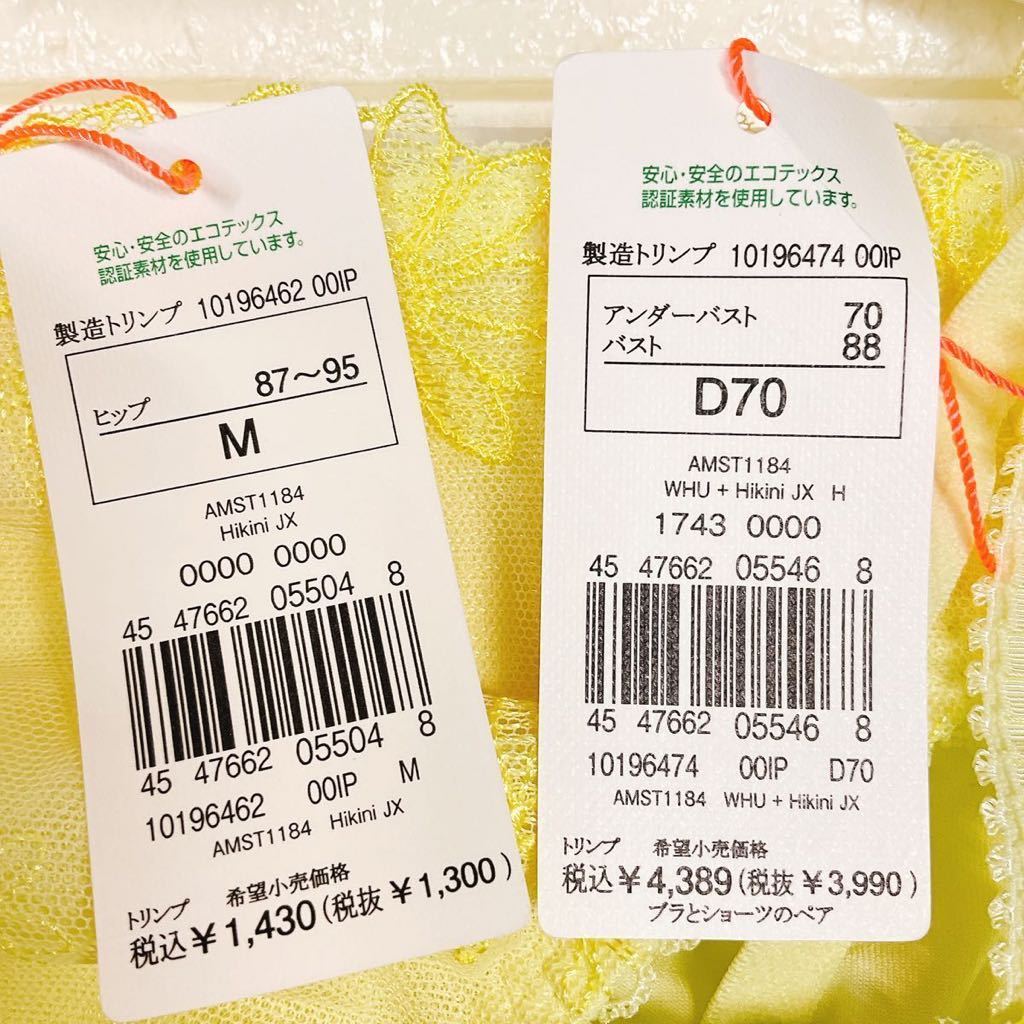 安心・安全のエコテックス
認証素材を使用しています。
製造トリンプ 10196462 00IP
ヒップ 87〜95
M
AMST1184
Hikini JX
0000 0000
45 47662 05504 8
45 47662 05504 8
10196462 00IP M
AMST1184 Hikini JX
トリンプ 希望小売価格
税込￥1,430(税抜￥1,300)
安心・安全のエコテックス
認証素材を使用しています。
製造トリンプ 10196474 00IP
アンダーバスト 70
バスト 88
D70
AMST1184
WHU + Hikini JX H
1743 0000
45 47662 05546 8
45 47662 05546 8
10196474 00IP D70
AMST1184 WHU + Hikini JX
トリンプ 希望小売価格
税込￥4,389(税抜￥3,990)
ブラとショーツのペア